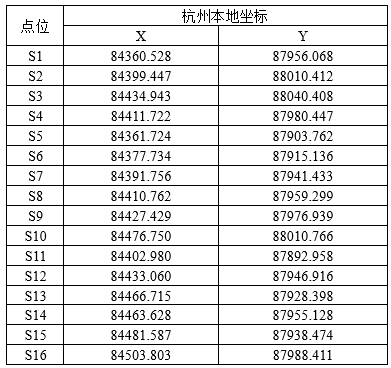 点位 杭州本地坐标
X Y
S1 84360.528 87956.068
S2 84399.447 88010.412
S3 84434.943 88040.408
S4 84411.722 87980.447
S5 84361.724 87903.762
S6 84377.734 87915.136
S7 84391.756 87941.433
S8 84410.762 87959.299
S9 84427.429 87976.939
S10 84476.750 88010.766
S11 84402.980 87892.958
S12 84433.060 87946.916
S13 84466.715 87928.398
S14 84463.628 87955.128
S15 84481.587 87938.474
S16 84503.803 87988.411